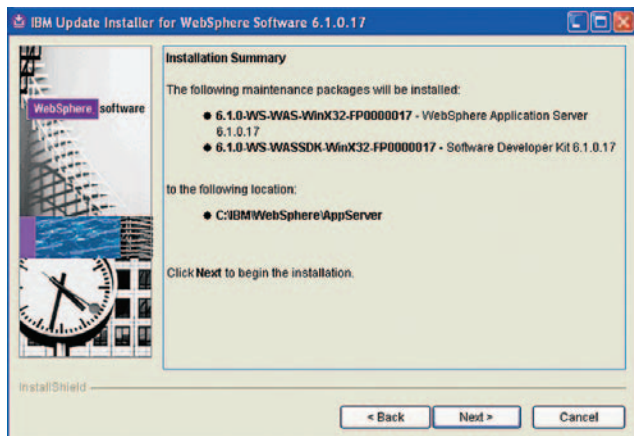 IBM Update Installer for WebSphere Software 6.1.0.17
WebSphere software
Installation Summary
The following maintenance packages will be installed:
● 6.1.0-WS-WAS-WinX32-FP0000017 - WebSphere Application Server
6.1.0.17
● 6.1.0-WS-WASSDK-WinX32-FP0000017 - Software Developer Kit 6.1.0.17
to the following location:
● C:\IBM\WebSphere\AppServer
Click Next to begin the installation.
InstallShield
< Back Next > Cancel